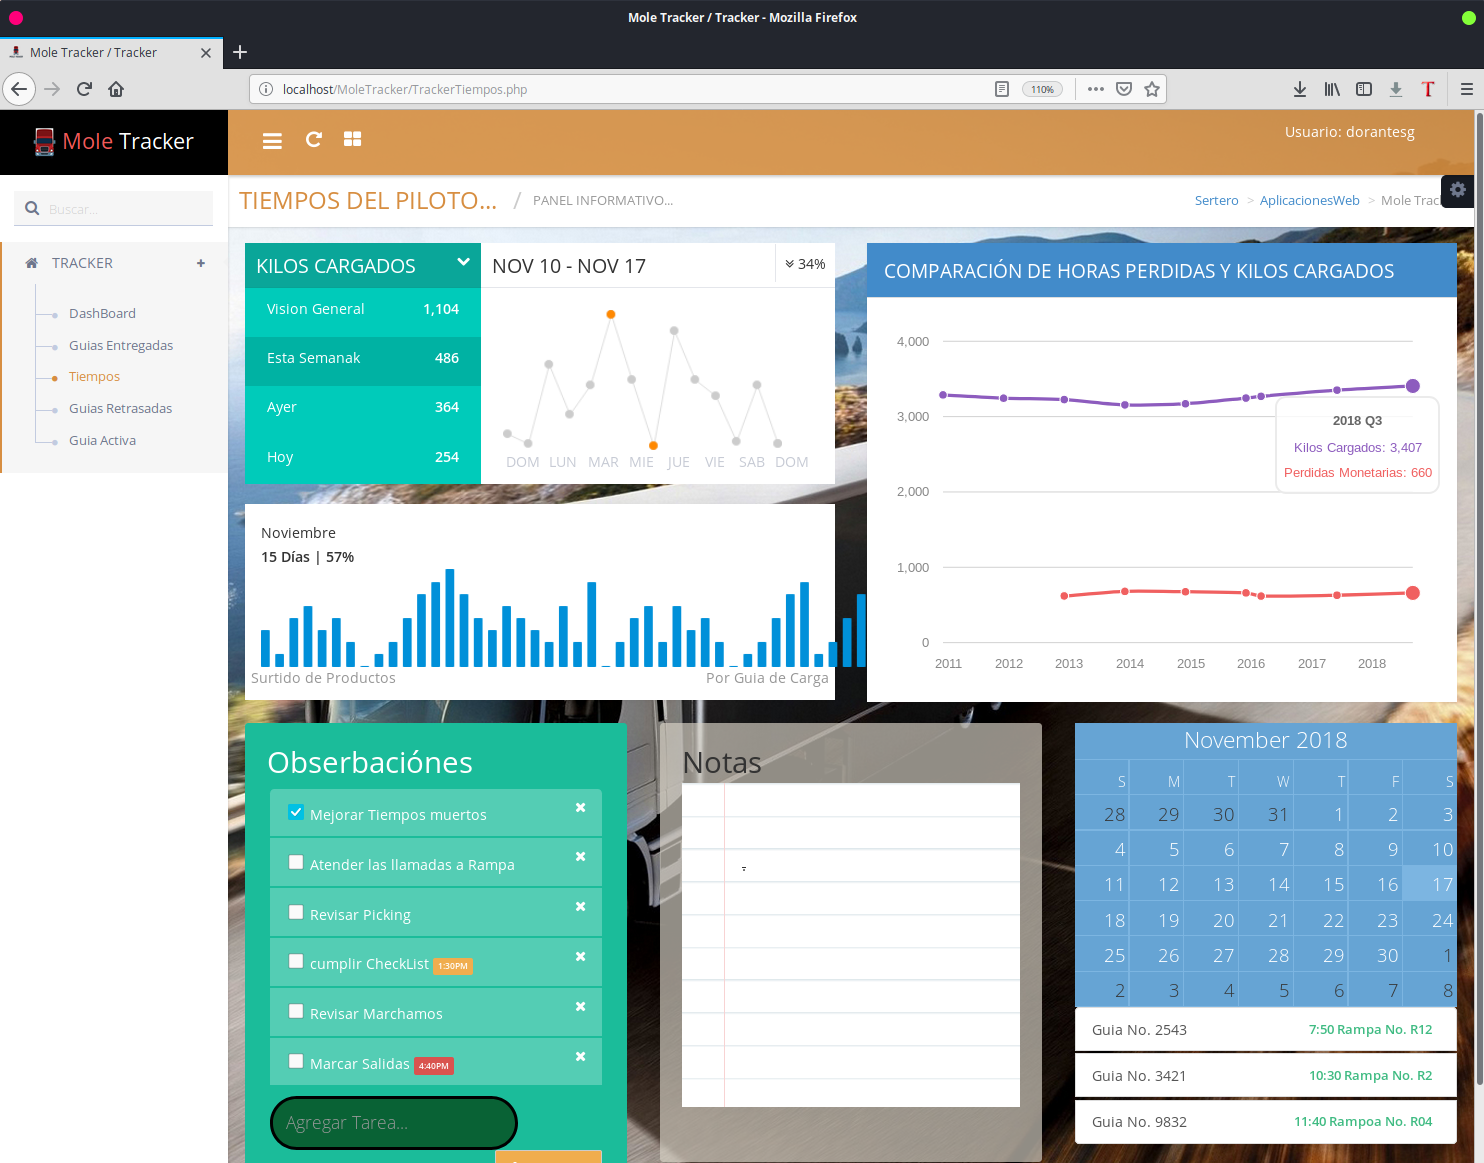 Mole Tracker / Tracker - Mozilla Firefox
Mole Tracker / Tracker
localhost/MoleTracker/TrackerTiempos.php
110%
Mole Tracker
Usuario: dorantesg
Buscar...
TIEMPOS DEL PILOTO... / PANEL INFORMATIVO...
Sertero > AplicacionesWeb > Mole Trac
TRACKER
DashBoard
Guias Entregadas
Tiempos
Guias Retrasadas
Guia Activa
KILOS CARGADOS
Vision General 1,104
Esta Semanak 486
Ayer 364
Hoy 254
NOV 10 - NOV 17
34%
DOM LUN MAR MIE JUE VIE SAB DOM
COMPARACIÓN DE HORAS PERDIDAS Y KILOS CARGADOS
4,000
3,000
2,000
1,000
0
2011 2012 2013 2014 2015 2016 2017 2018
2018 Q3
Kilos Cargados: 3,407
Perdidas Monetarias: 660
Noviembre
15 Días | 57%
Surtido de Productos Por Guia de Carga
Obserbaciónes
Mejorar Tiempos muertos
Atender las llamadas a Rampa
Revisar Picking
cumplir CheckList 1:30PM
Revisar Marchamos
Marcar Salidas 4:40PM
Agregar Tarea...
Notas
November 2018
S M T W T F S
28 29 30 31 1 2 3
4 5 6 7 8 9 10
11 12 13 14 15 16 17
18 19 20 21 22 23 24
25 26 27 28 29 30 1
2 3 4 5 6 7 8
Guia No. 2543 7:50 Rampa No. R12
Guia No. 3421 10:30 Rampa No. R2
Guia No. 9832 11:40 Rampoa No. R04